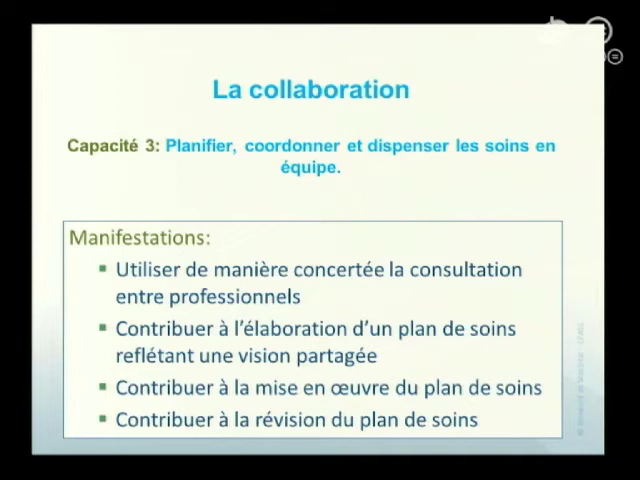 La collaboration
Capacité 3: Planifier, coordonner et dispenser les soins en
équipe.
Manifestations:
▪ Utiliser de manière concertée la consultation
entre professionnels
▪ Contribuer à l'élaboration d'un plan de soins
reflétant une vision partagée
▪ Contribuer à la mise en œuvre du plan de soins
▪ Contribuer à la révision du plan de soins